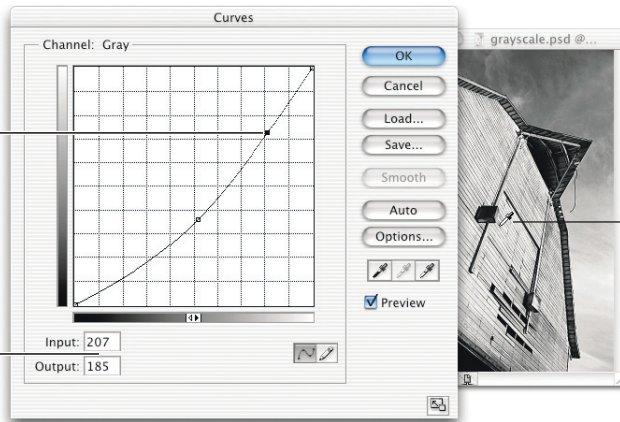 Curves
Channel: Gray
OK
Cancel
Load...
Save...
Smooth
Auto
Options...
Preview
Input: 207
Output: 185
grayscale.psd @...